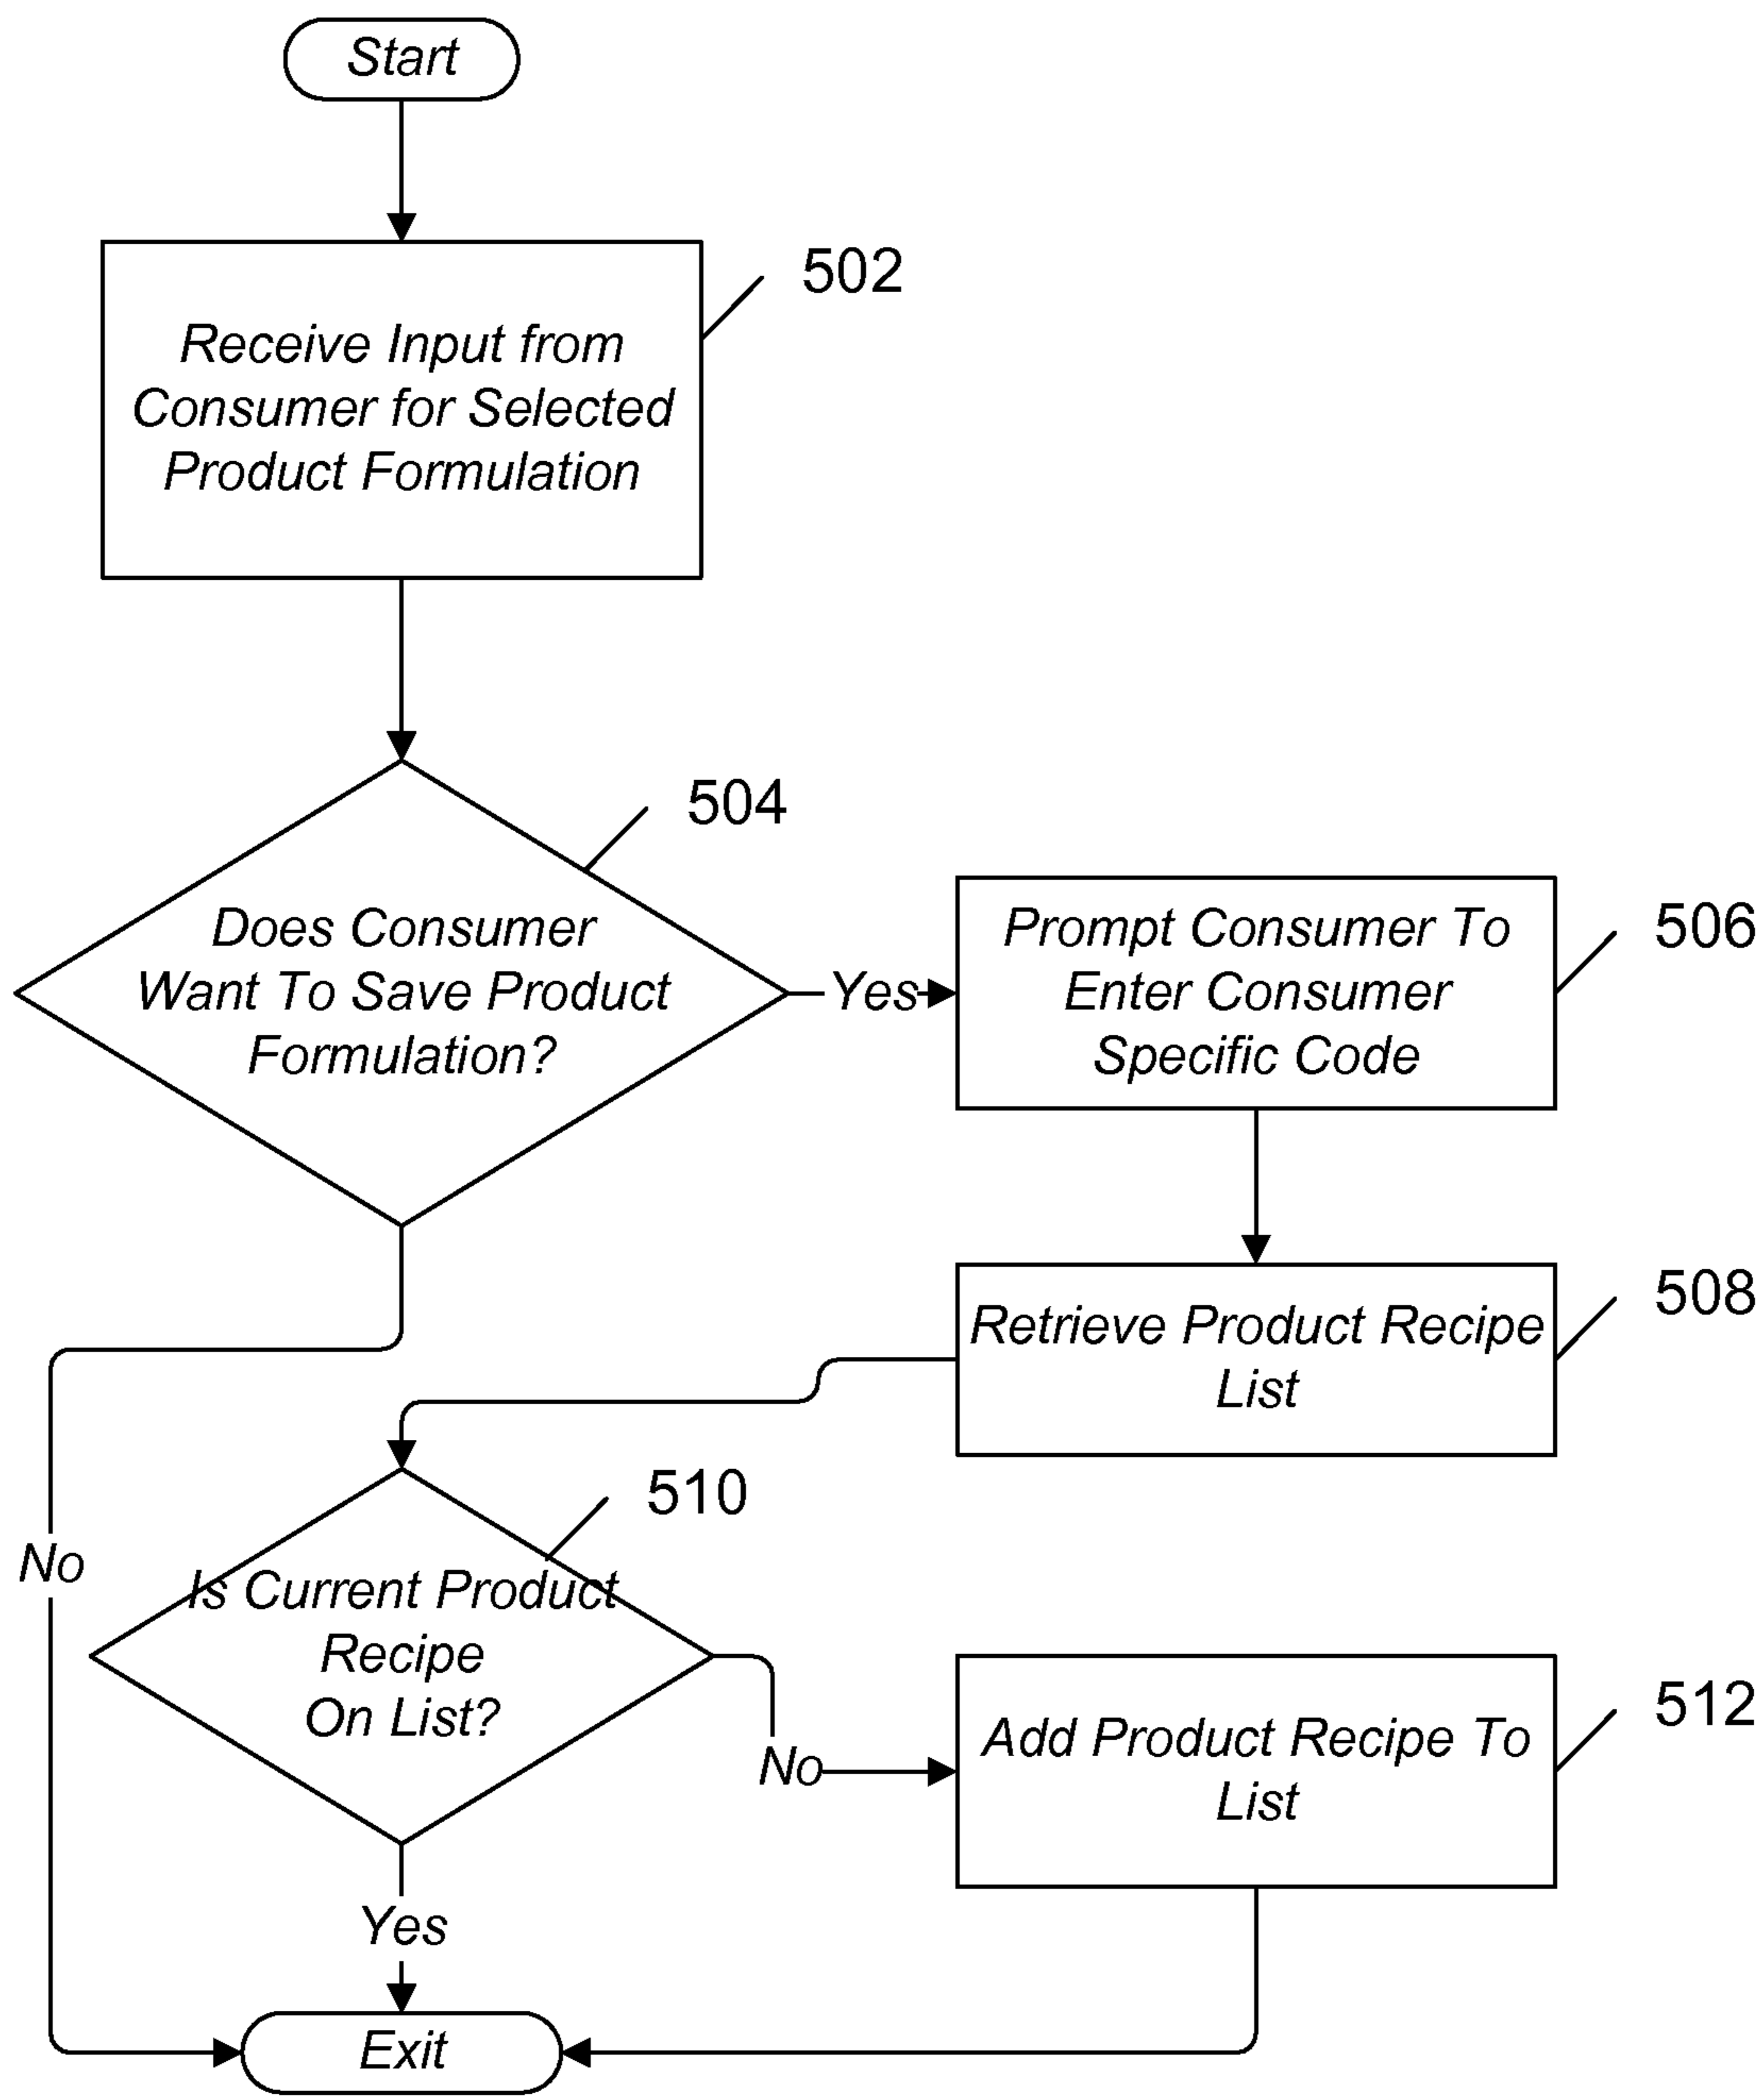 Start
502
Receive Input from
Consumer for Selected
Product Formulation
504
Does Consumer
Want To Save Product
Formulation?
Yes
Prompt Consumer To
Enter Consumer
Specific Code
506
508
Retrieve Product Recipe
List
510
No
Is Current Product
Recipe
On List?
No
512
Add Product Recipe To
List
Yes
Exit